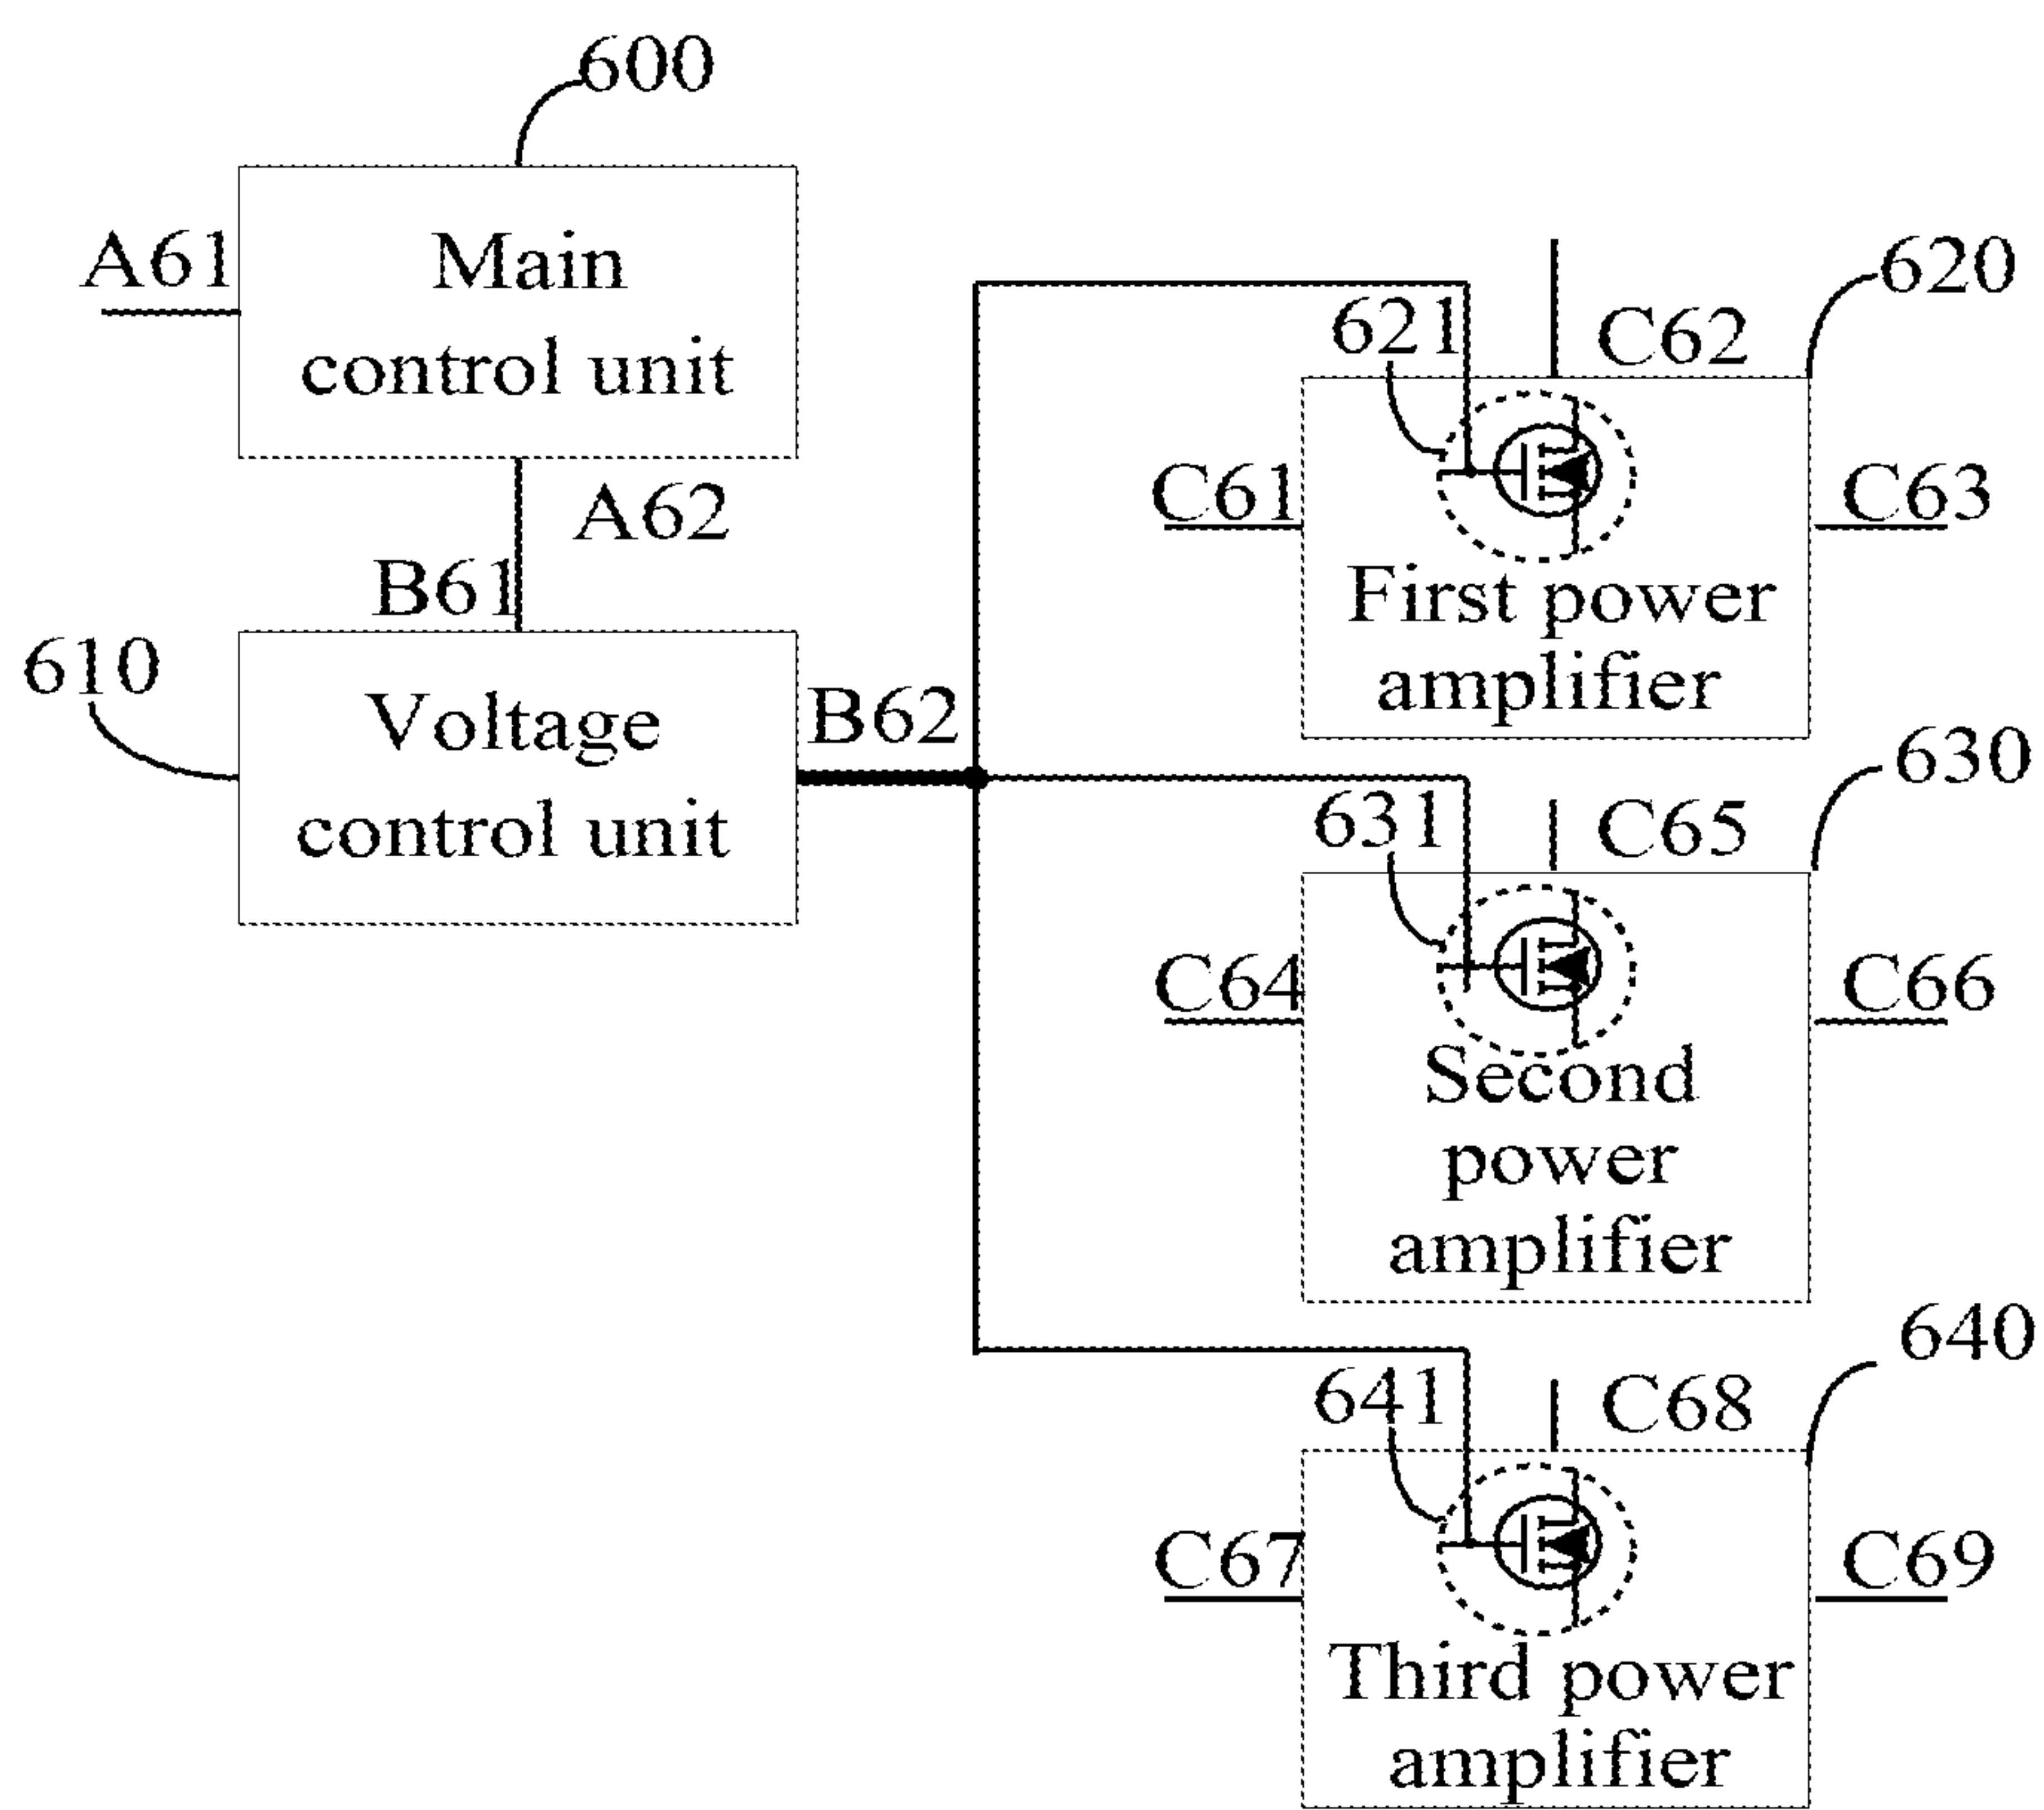 600
A61
Main
control unit
A62
B61
610
Voltage
control unit
B62
620
621
C62
C61
C63
First power
amplifier
630
631
C65
C64
C66
Second
power
amplifier
640
641
C68
C67
C69
Third power
amplifier